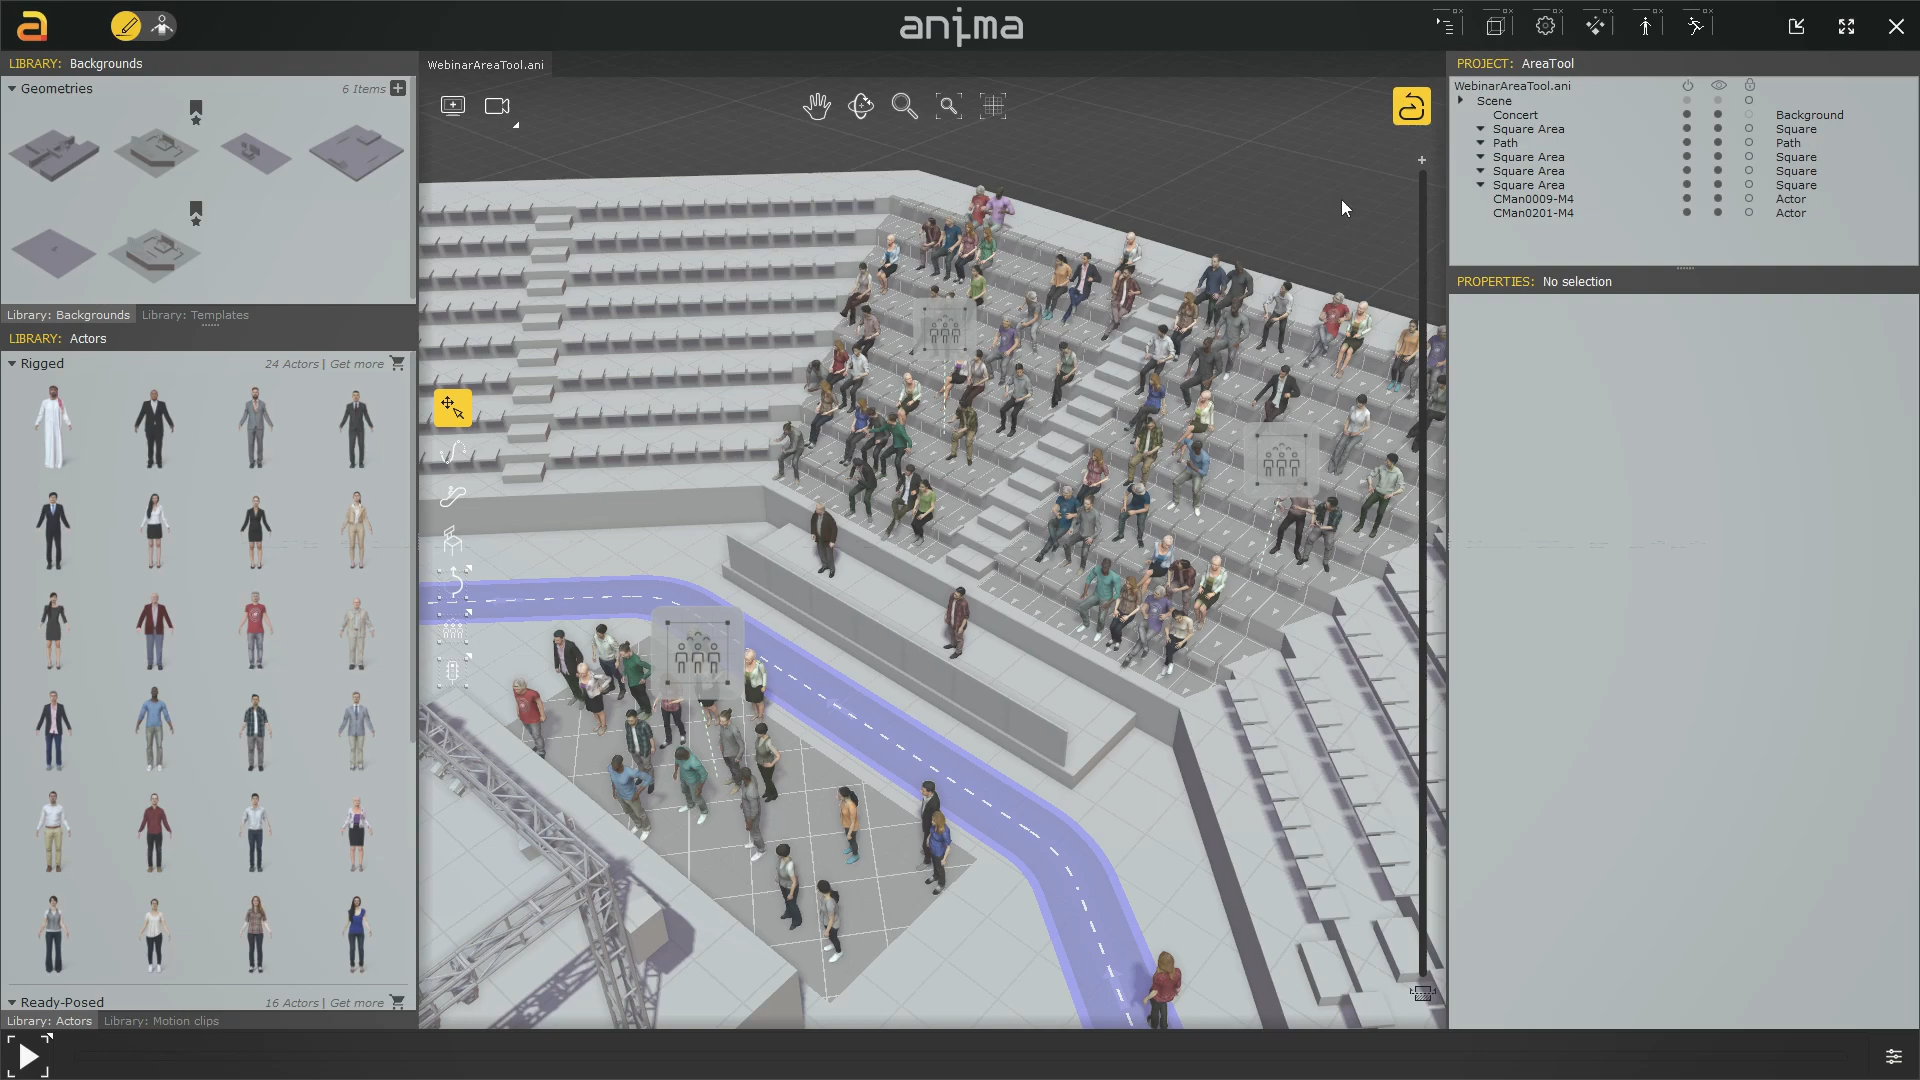 anima
LIBRARY: Backgrounds
Geometries
6 Items
Library: Backgrounds
Library: Templates
LIBRARY: Actors
Rigged
24 Actors | Get more
Ready-Posed
16 Actors | Get more
Library: Actors
Library: Motion clips
WebinarAreaTool.ani
PROJECT: AreaTool
WebinarAreaTool.ani
Scene
Concert Background
Square Area Square
Path Path
Square Area Square
Square Area Square
Square Area Square
CMan0009-M4 Actor
CMan0201-M4 Actor
PROPERTIES: No selection